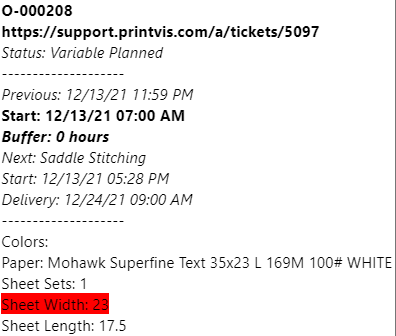 O-000208
https://support.printvis.com/a/tickets/5097
Status: Variable Planned
--------------------
Previous: 12/13/21 11:59 PM
Start: 12/13/21 07:00 AM
Buffer: 0 hours
Next: Saddle Stitching
Start: 12/13/21 05:28 PM
Delivery: 12/24/21 09:00 AM
--------------------
Colors:
Paper: Mohawk Superfine Text 35x23 L 169M 100# WHITE
Sheet Sets: 1
Sheet Width: 23
Sheet Length: 17.5